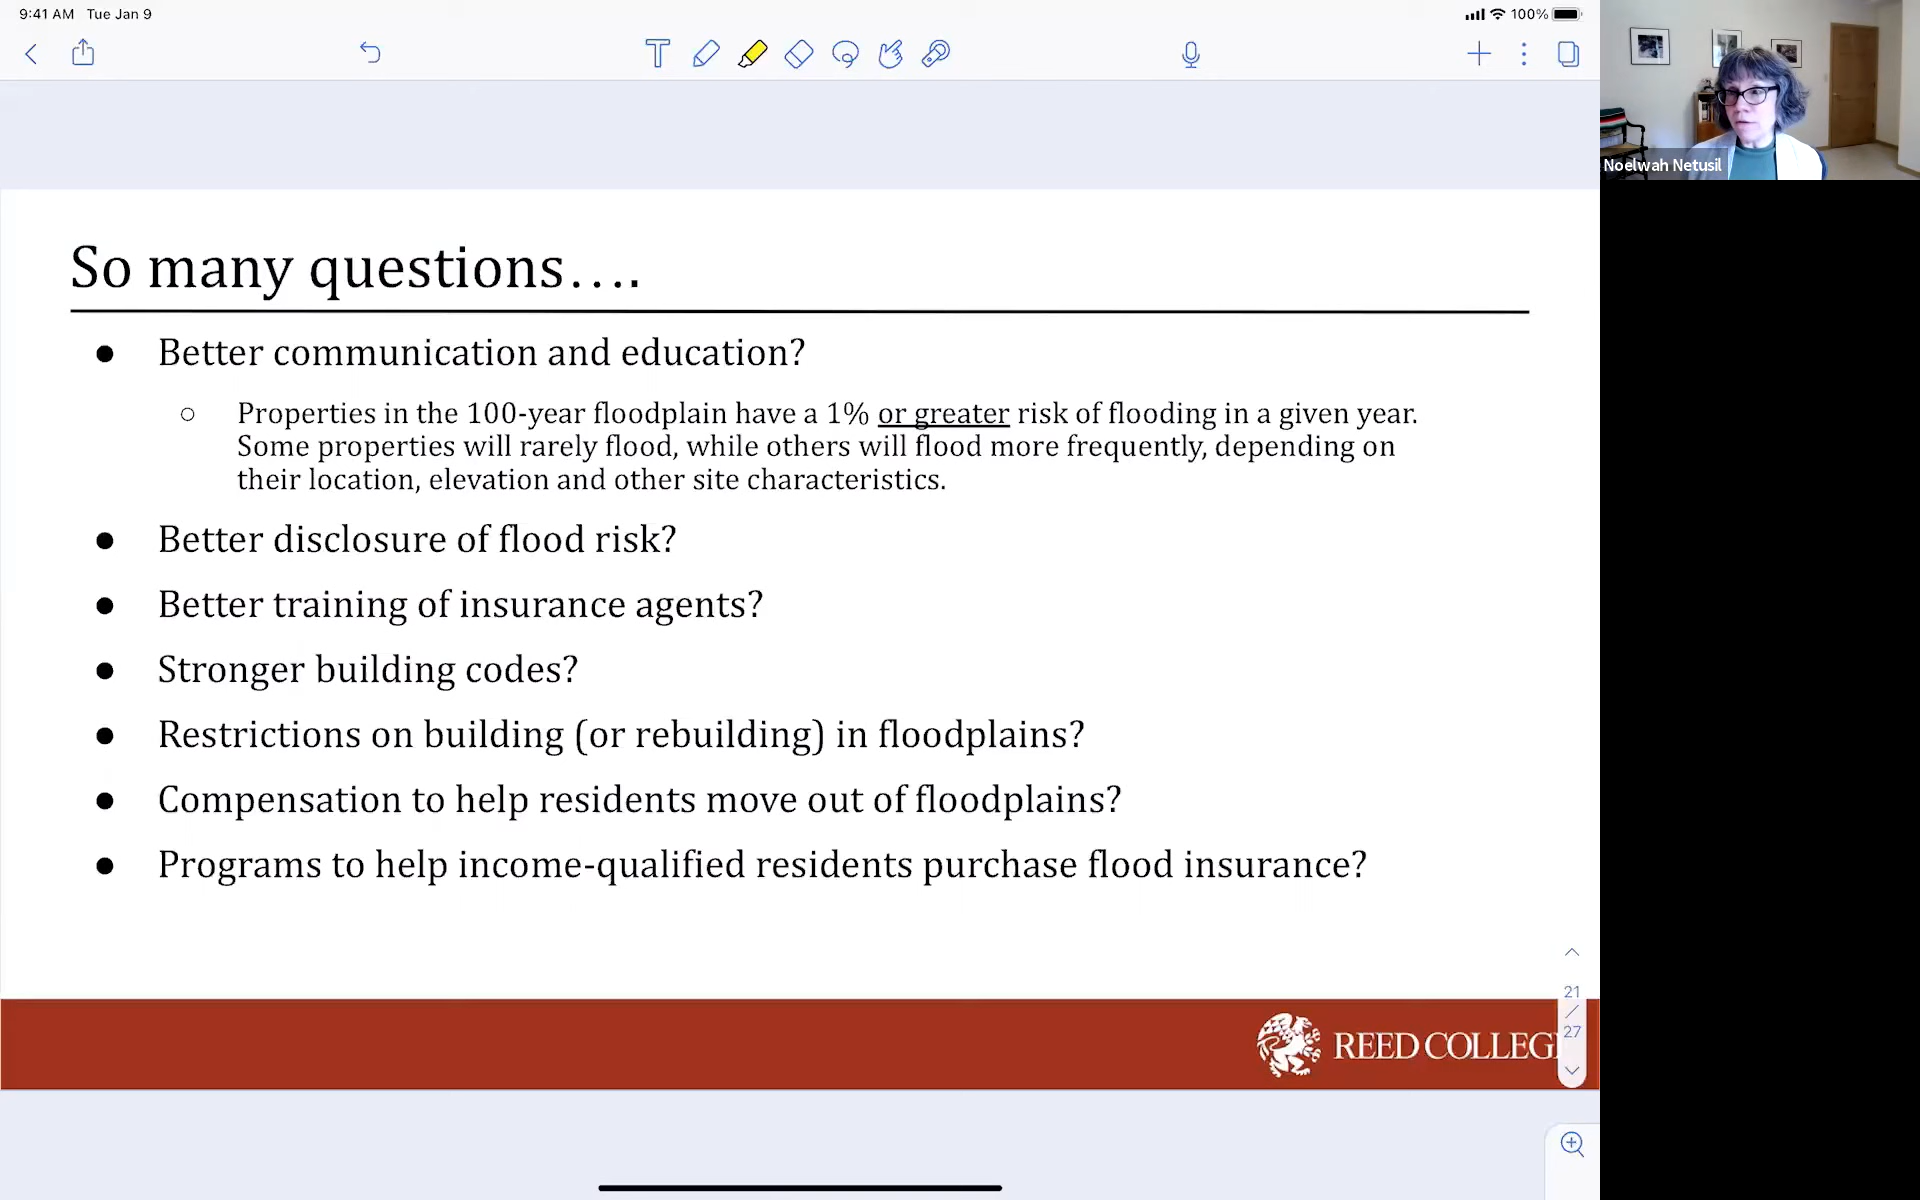 9:41 AM Tue Jan 9
100%
Noelwah Netusil
So many questions....
● Better communication and education?
○ Properties in the 100-year floodplain have a 1% or greater risk of flooding in a given year.
Some properties will rarely flood, while others will flood more frequently, depending on
their location, elevation and other site characteristics.
● Better disclosure of flood risk?
● Better training of insurance agents?
● Stronger building codes?
● Restrictions on building (or rebuilding) in floodplains?
● Compensation to help residents move out of floodplains?
● Programs to help income-qualified residents purchase flood insurance?
21
/
27
REED COLLEGE